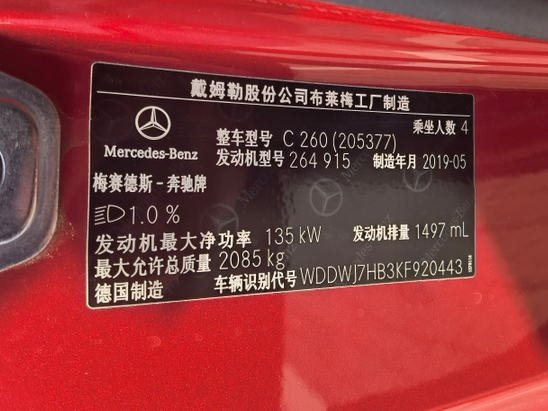 戴姆勒股份公司布莱梅工厂制造
乘坐人数 4
Mercedes-Benz
整车型号 C 260 (205377)
发动机型号 264 915 制造年月 2019-05
梅赛德斯-奔驰牌
1.0 %
发动机最大净功率 135 kW 发动机排量 1497 mL
最大允许总质量 2085 kg
德国制造 车辆识别代号 WDDWJ7HB3KF920443